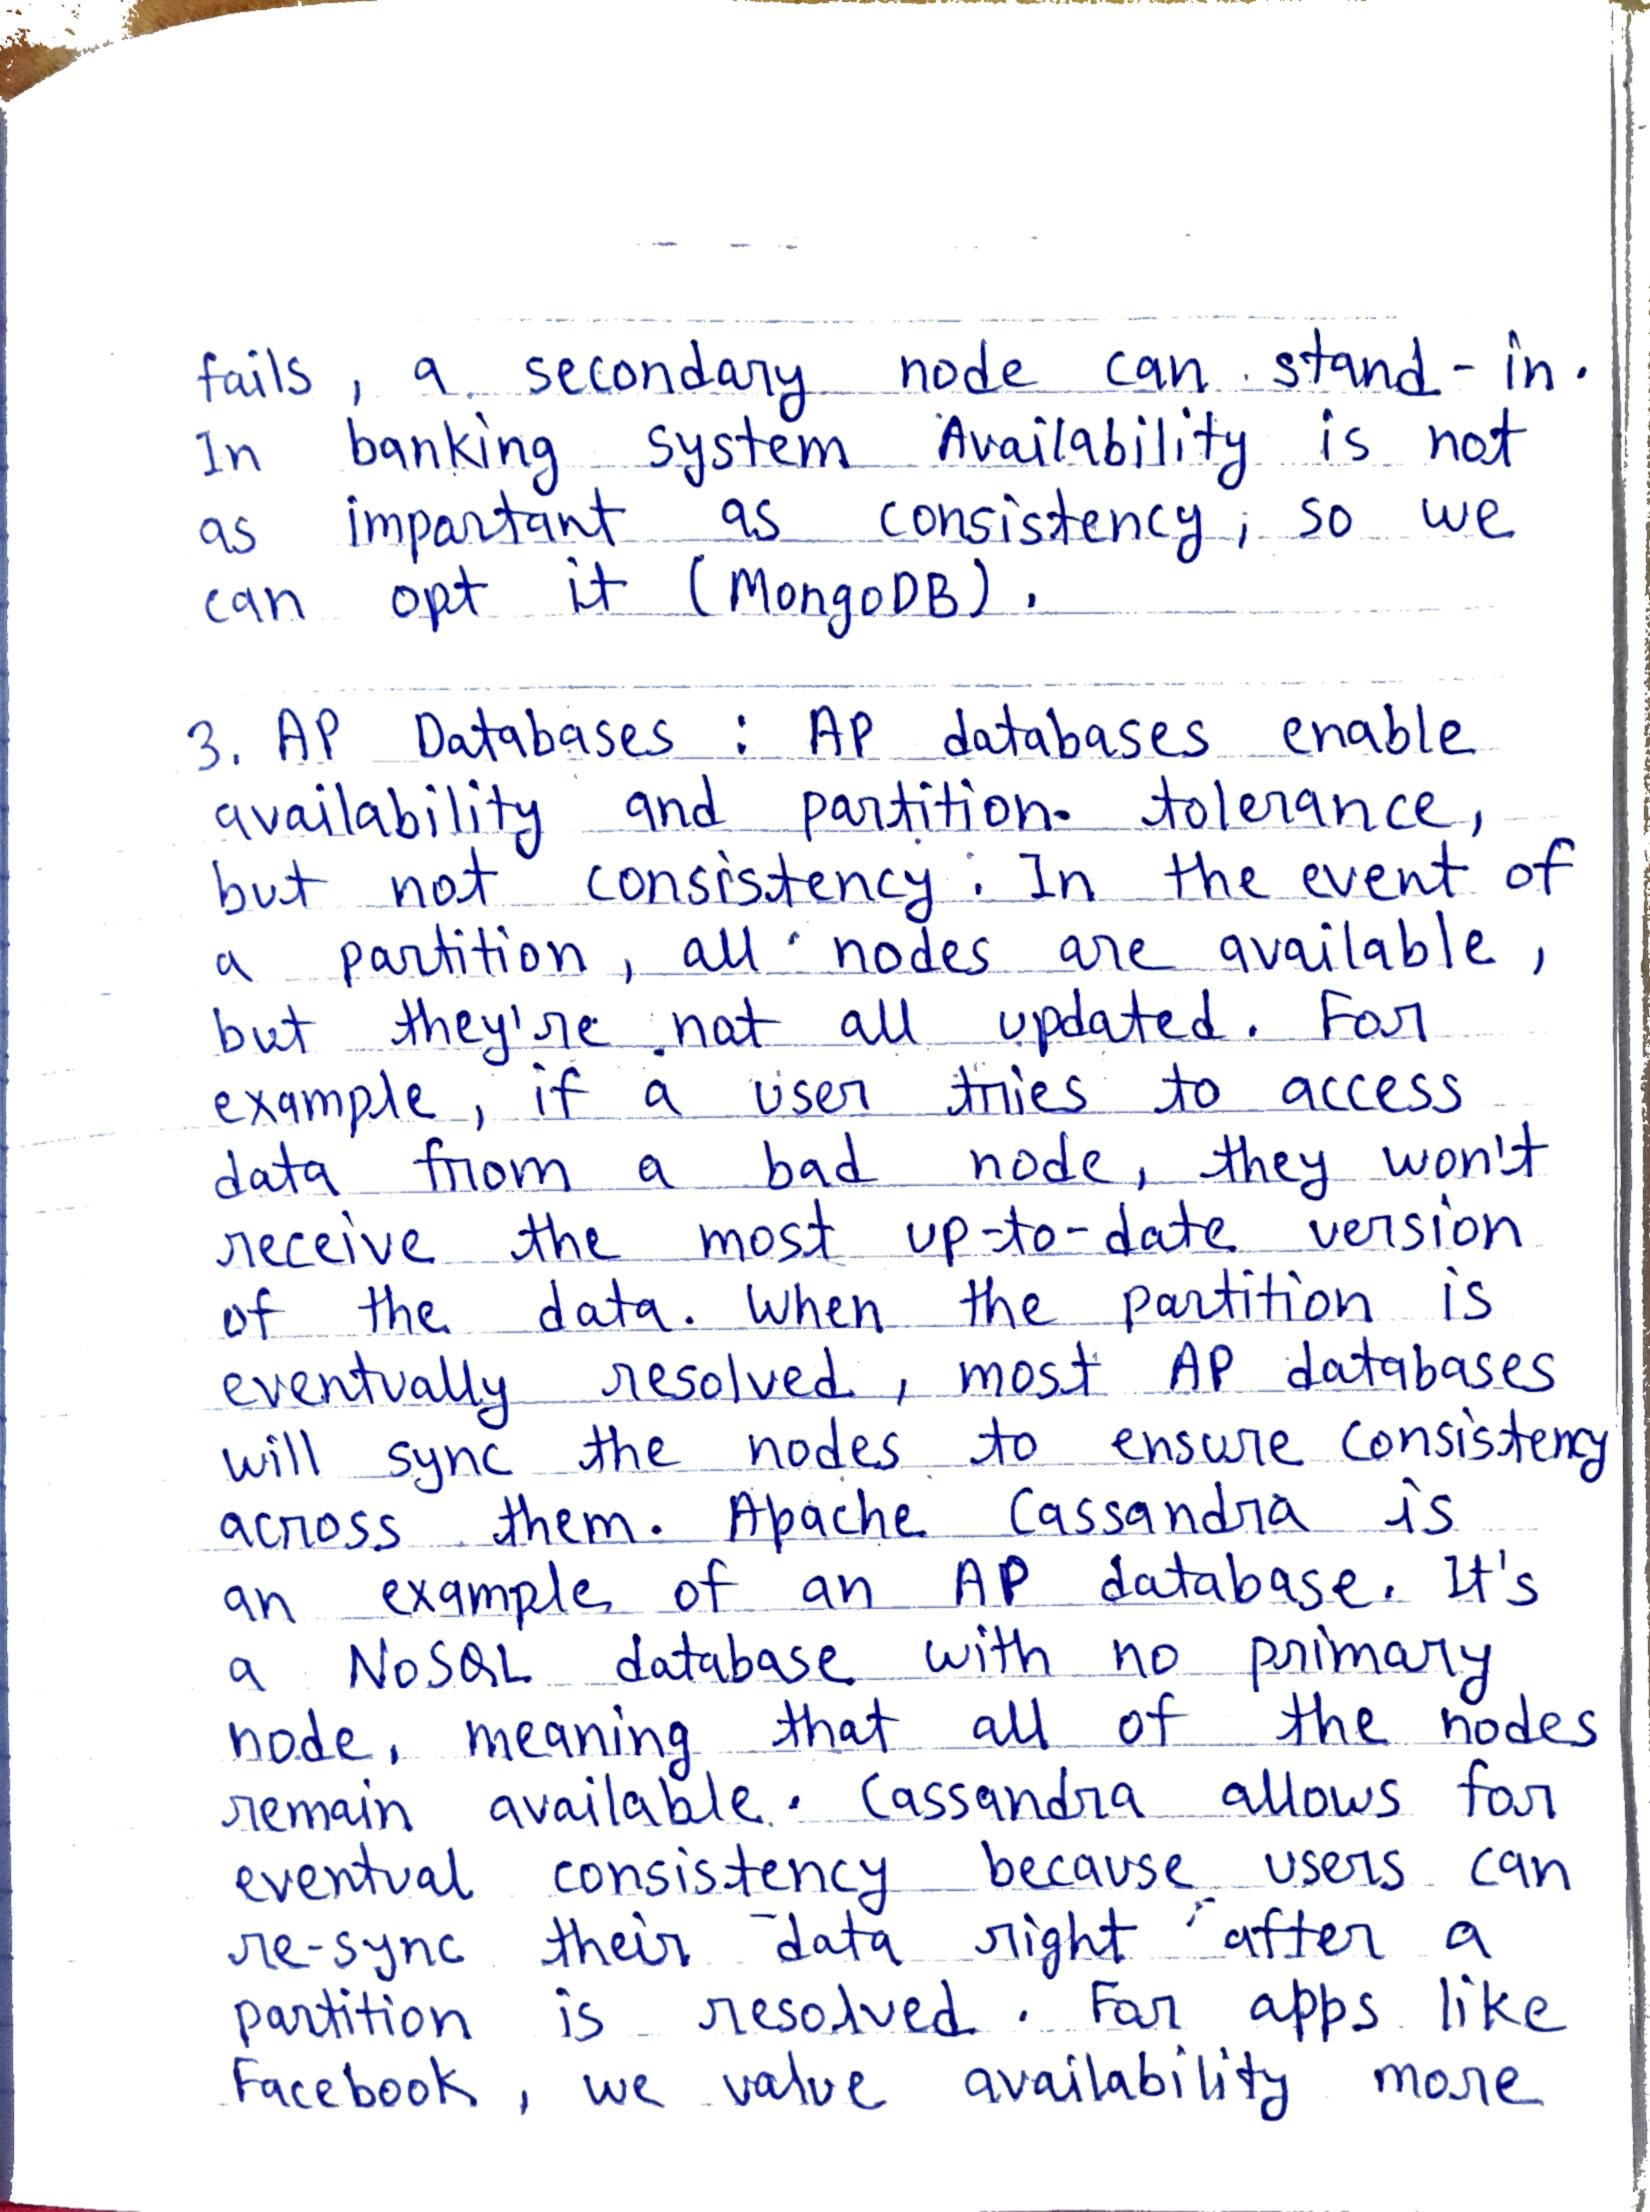 fails, a secondary node can stand-in.
In banking system Availability is not
as important as consistency, so we
can opt it (MongoDB).
3. AP Databases : AP databases enable
availability and partition tolerance,
but not consistency. In the event of
a partition, all nodes are available,
but they're not all updated. For
example, if a user tries to access
data from a bad node, they won't
receive the most up-to-date version
of the data. When the partition is
eventually resolved, most AP databases
will sync the nodes to ensure consistency
across them. Apache Cassandra is
an example of an AP database. It's
a NoSQL database with no primary
node, meaning that all of the nodes
remain available. Cassandra allows for
eventual consistency because users can
re-sync their data right after a
partition is resolved. For apps like
Facebook, we value availability more